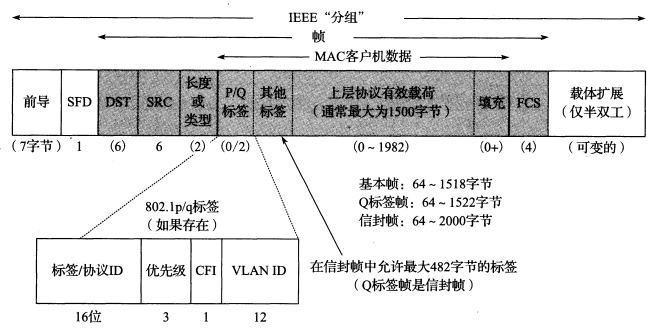 IEEE“分组”
帧
MAC客户机数据
前导 SFD DST SRC 长度或类型 P/Q标签 其他标签 上层协议有效载荷（通常最大为1500字节） 填充 FCS 载体扩展（仅半双工）
（7字节） 1 (6) 6 (2) (0/2) (0～1982) (0+) (4) （可变的）
基本帧：64～1518字节
Q标签帧：64～1522字节
信封帧：64～2000字节
802.1p/q标签
（如果存在）
标签/协议ID 优先级 CFI VLAN ID
16位 3 1 12
在信封帧中允许最大482字节的标签
（Q标签帧是信封帧）